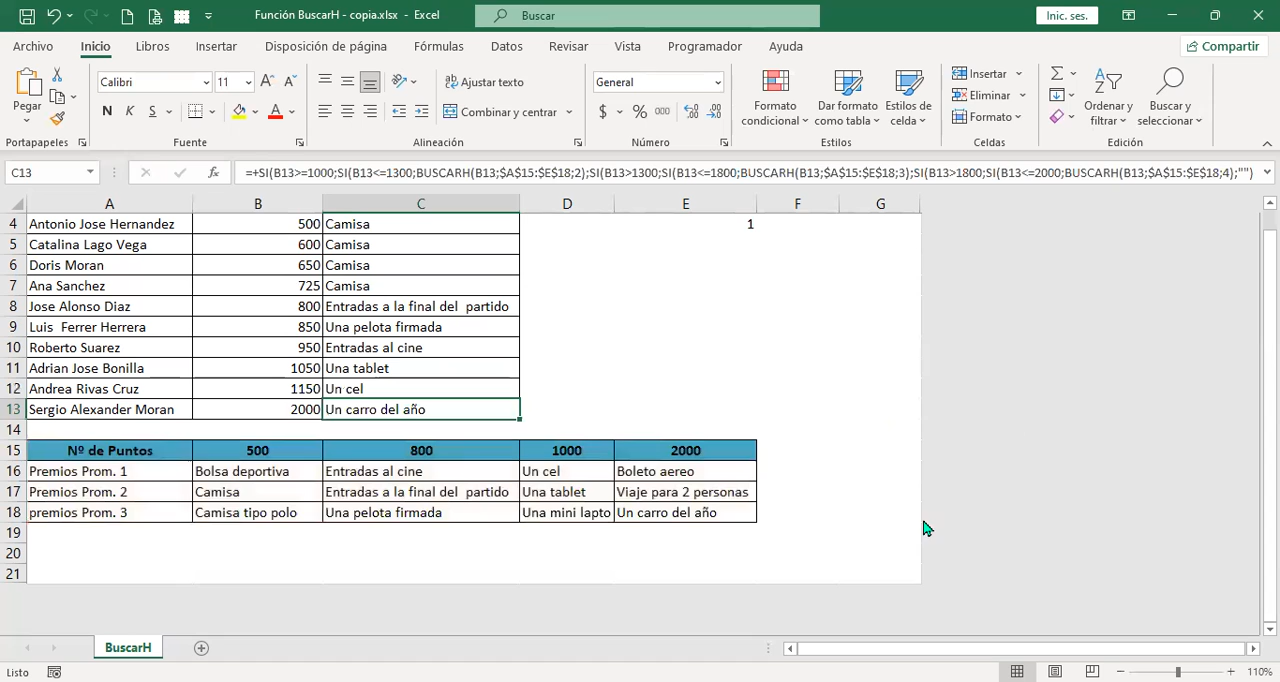 Función BuscarH - copia.xlsx - Excel
Buscar
Inic. ses.
Archivo Inicio Libros Insertar Disposición de página Fórmulas Datos Revisar Vista Programador Ayuda
Compartir
Pegar
Calibri 11
N K S
Ajustar texto
Combinar y centrar
General
$ % 000
Formato condicional
Dar formato como tabla
Estilos de celda
Insertar
Eliminar
Formato
Ordenar y filtrar
Buscar y seleccionar
Portapapeles Fuente Alineación Número Estilos Celdas Edición
C13 fx =+SI(B13>=1000;SI(B13<=1300;BUSCARH(B13;$A$15:$E$18;2);SI(B13>1300;SI(B13<=1800;BUSCARH(B13;$A$15:$E$18;3);SI(B13>1800;SI(B13<=2000;BUSCARH(B13;$A$15:$E$18;4);"")
A B C D E F G
4 Antonio Jose Hernandez 500 Camisa 1
5 Catalina Lago Vega 600 Camisa
6 Doris Moran 650 Camisa
7 Ana Sanchez 725 Camisa
8 Jose Alonso Diaz 800 Entradas a la final del partido
9 Luis Ferrer Herrera 850 Una pelota firmada
10 Roberto Suarez 950 Entradas al cine
11 Adrian Jose Bonilla 1050 Una tablet
12 Andrea Rivas Cruz 1150 Un cel
13 Sergio Alexander Moran 2000 Un carro del año
14
15 Nº de Puntos 500 800 1000 2000
16 Premios Prom. 1 Bolsa deportiva Entradas al cine Un cel Boleto aereo
17 Premios Prom. 2 Camisa Entradas a la final del partido Una tablet Viaje para 2 personas
18 premios Prom. 3 Camisa tipo polo Una pelota firmada Una mini lapto Un carro del año
19
20
21
BuscarH
Listo 110%